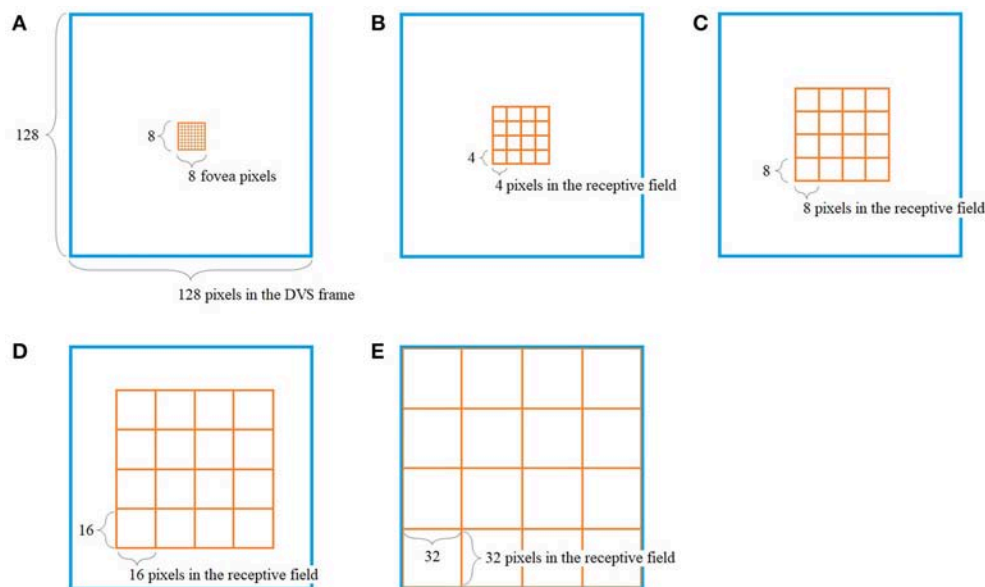 A
128
8
8 fovea pixels
128 pixels in the DVS frame
B
4
4 pixels in the receptive field
C
8
8 pixels in the receptive field
D
16
16 pixels in the receptive field
E
32
32 pixels in the receptive field